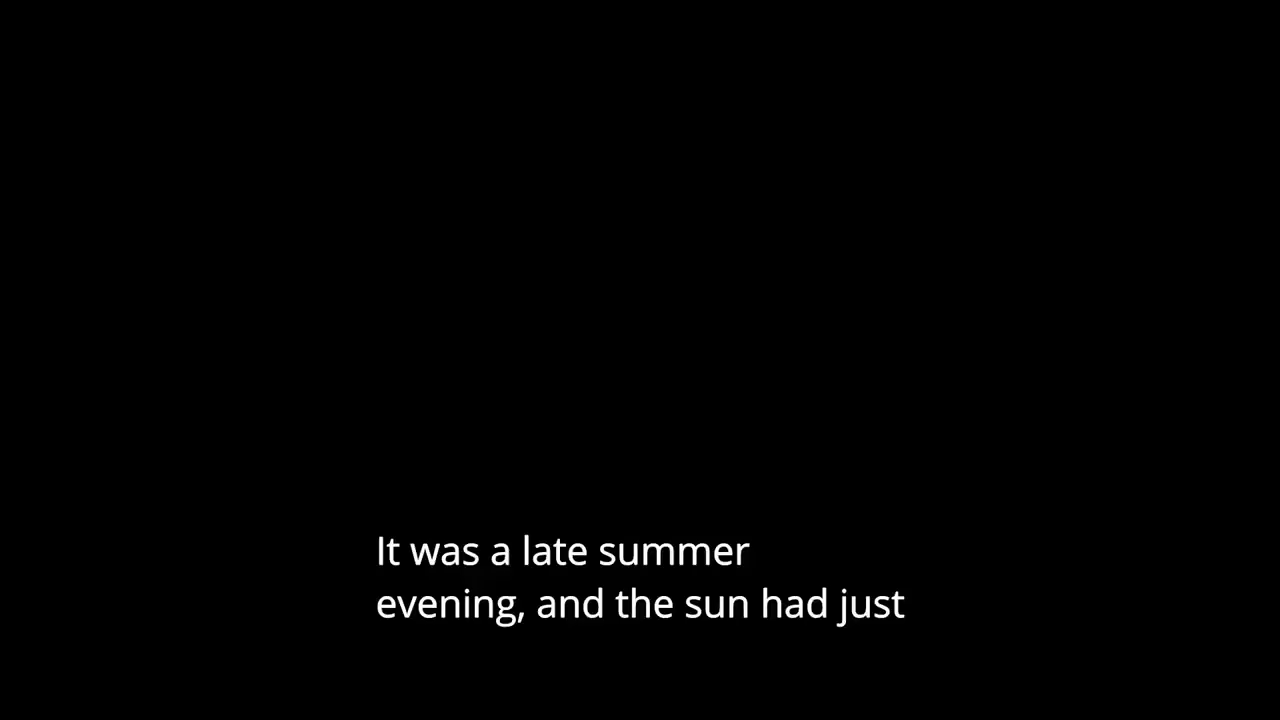 It was a late summer
evening, and the sun had just